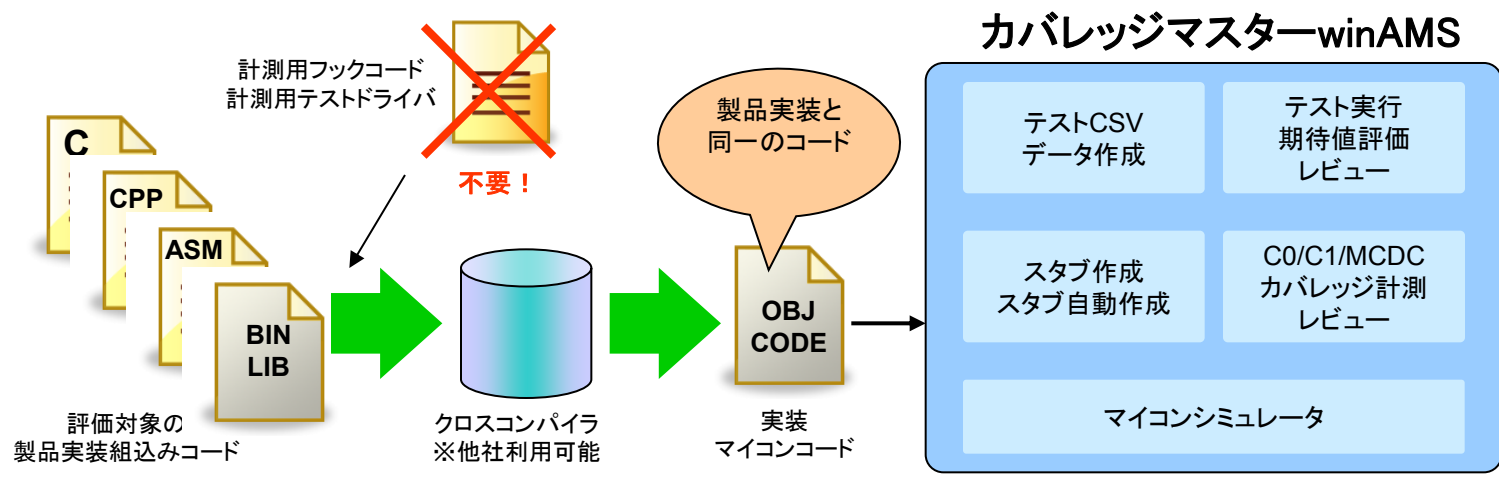 カバレッジマスターwinAMS
計測用フックコード
計測用テストドライバ
不要！
製品実装と
同一のコード
C
CPP
ASM
BIN
LIB
OBJ
CODE
評価対象の
製品実装組込みコード
クロスコンパイラ
※他社利用可能
実装
マイコンコード
テストCSV
データ作成
テスト実行
期待値評価
レビュー
スタブ作成
スタブ自動作成
C0/C1/MCDC
カバレッジ計測
レビュー
マイコンシミュレータ